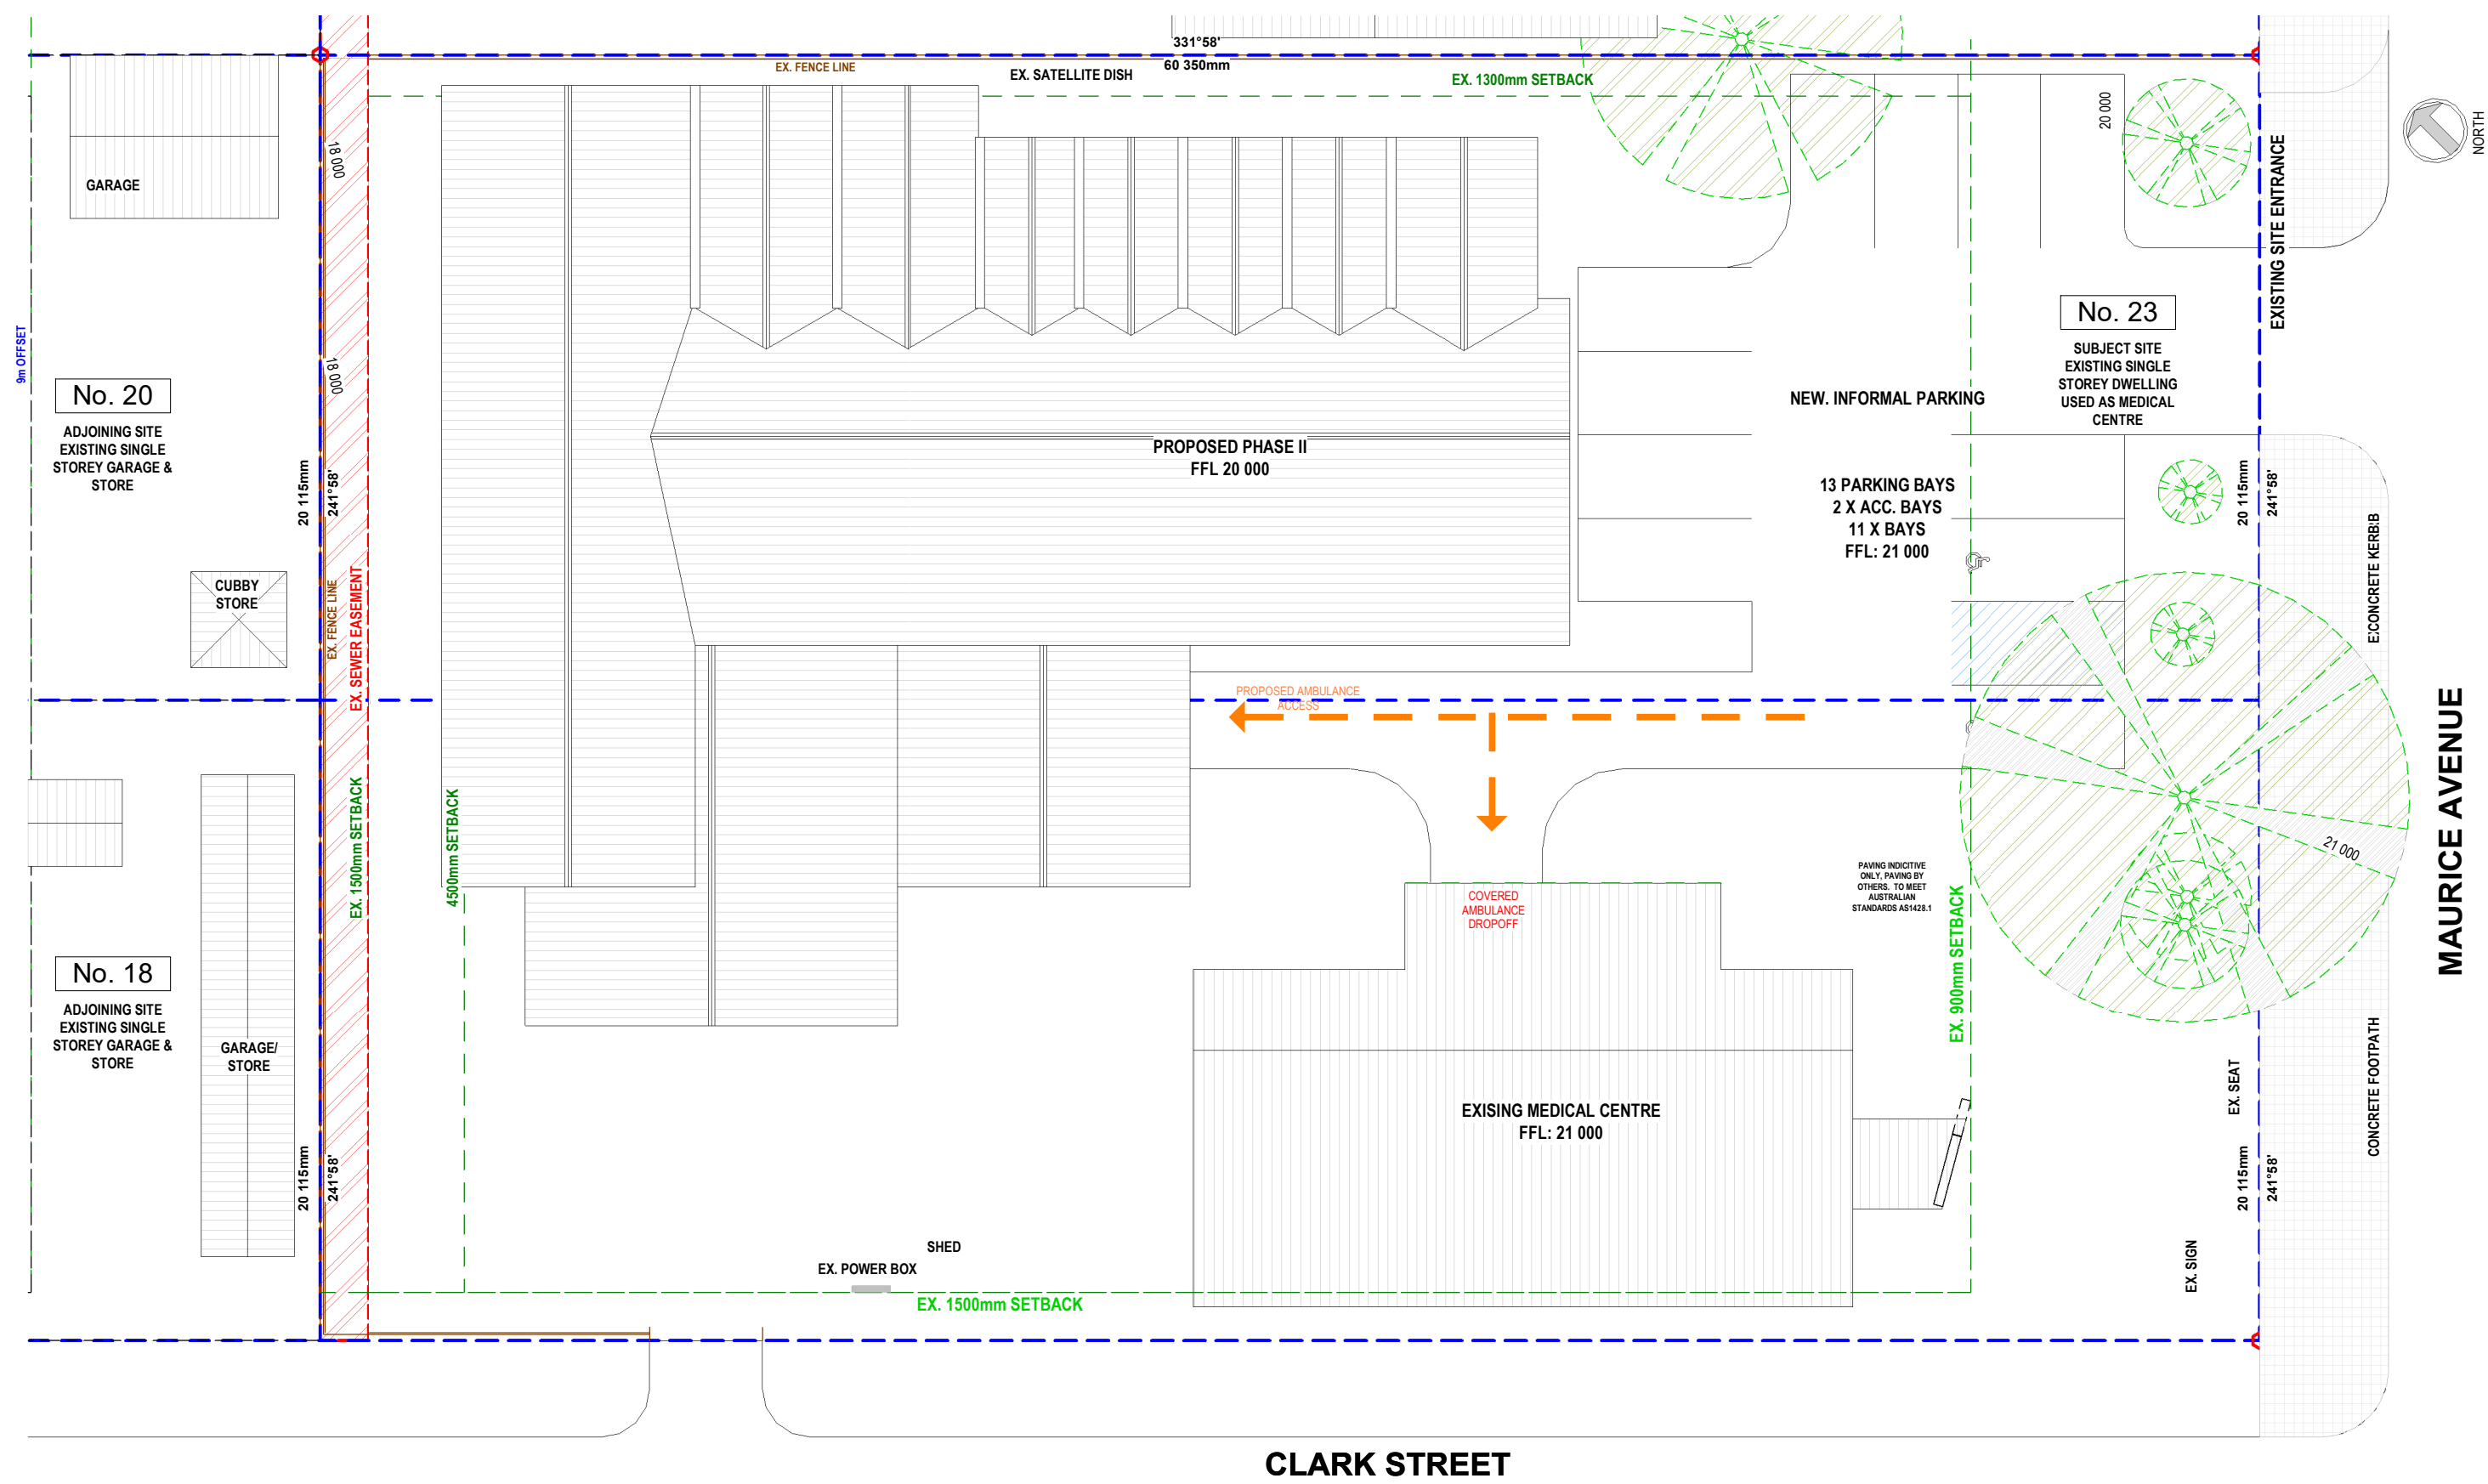 331°58'
60 350mm
EX. FENCE LINE
EX. SATELLITE DISH
EX. 1300mm SETBACK
20 000
NORTH
EXISTING SITE ENTRANCE
GARAGE
18 000
18 000
9m OFFSET
No. 20
ADJOINING SITE
EXISTING SINGLE
STOREY GARAGE &
STORE
20 115mm
241°58'
No. 23
SUBJECT SITE
EXISTING SINGLE
STOREY DWELLING
USED AS MEDICAL
CENTRE
NEW. INFORMAL PARKING
PROPOSED PHASE II
FFL 20 000
13 PARKING BAYS
2 X ACC. BAYS
11 X BAYS
FFL: 21 000
20 115mm
241°58'
E:CONCRETE KERB:B
CUBBY
STORE
EX. FENCE LINE
EX. SEWER EASEMENT
PROPOSED AMBULANCE
ACCESS
MAURICE AVENUE
EX. 1500mm SETBACK
4500mm SETBACK
21 000
PAVING INDICITIVE
ONLY, PAVING BY
OTHERS. TO MEET
AUSTRALIAN
STANDARDS AS1428.1
COVERED
AMBULANCE
DROPOFF
EX. 900mm SETBACK
No. 18
ADJOINING SITE
EXISTING SINGLE
STOREY GARAGE &
STORE
GARAGE/
STORE
EXISING MEDICAL CENTRE
FFL: 21 000
EX. SEAT
CONCRETE FOOTPATH
20 115mm
241°58'
20 115mm
241°58'
SHED
EX. POWER BOX
EX. SIGN
EX. 1500mm SETBACK
CLARK STREET